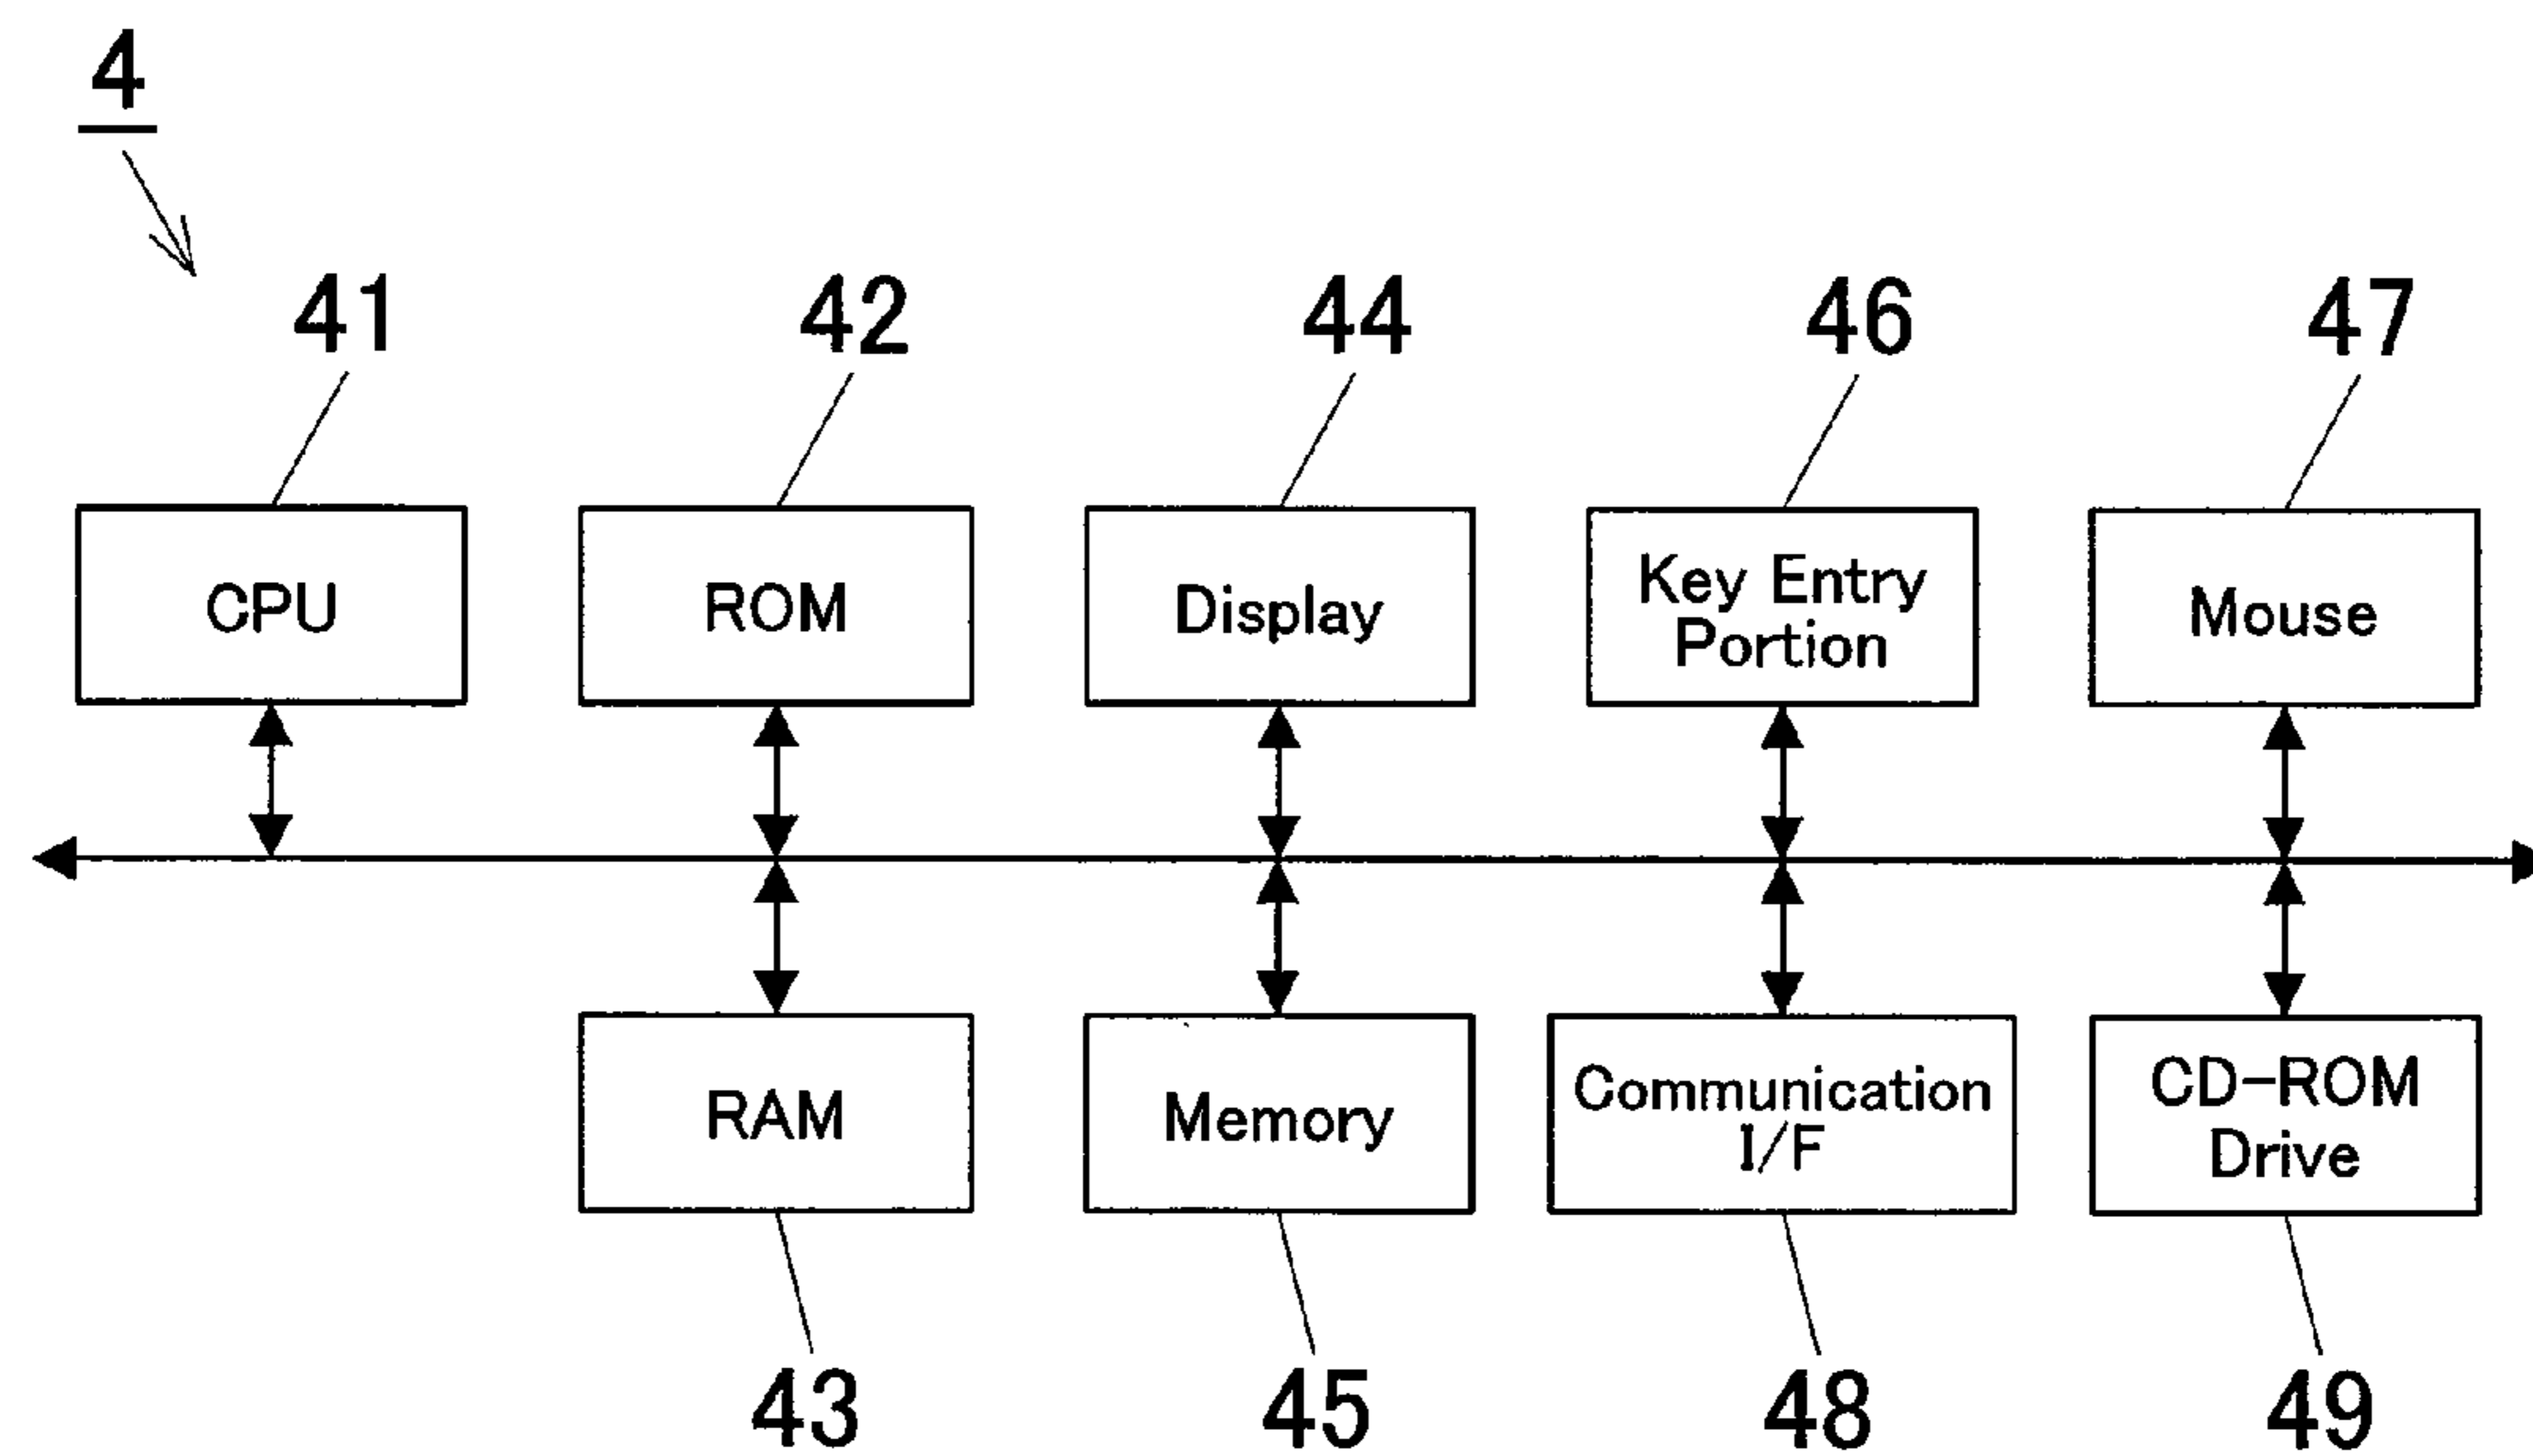 4
41
42
44
46
47
CPU
ROM
Display
Key Entry
Portion
Mouse
RAM
Memory
Communication
I/F
CD-ROM
Drive
43
45
48
49